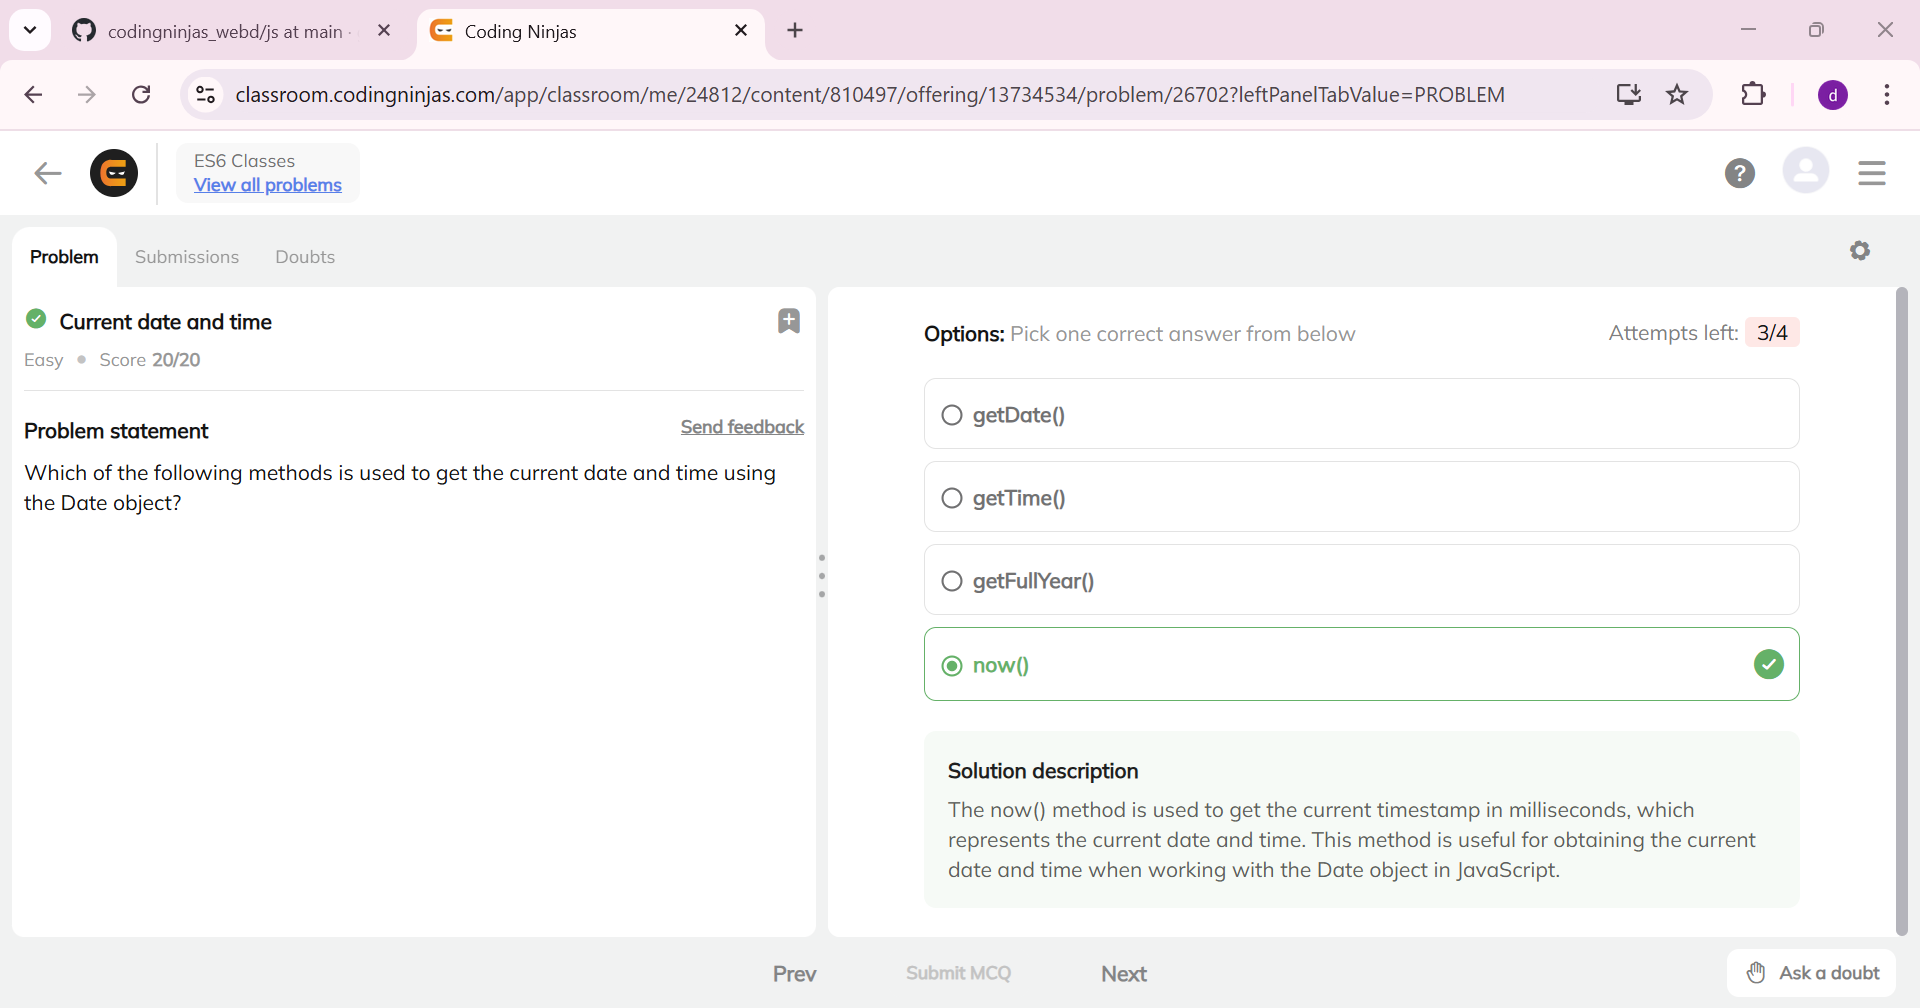 codingninjas_webd/js at main ·
Coding Ninjas
classroom.codingninjas.com/app/classroom/me/24812/content/810497/offering/13734534/problem/26702?leftPanelTabValue=PROBLEM
d
ES6 Classes
View all problems
?
Problem
Submissions
Doubts
Current date and time
Easy • Score 20/20
Problem statement
Send feedback
Which of the following methods is used to get the current date and time using
the Date object?
Options: Pick one correct answer from below
Attempts left: 3/4
getDate()
getTime()
getFullYear()
now()
Solution description
The now() method is used to get the current timestamp in milliseconds, which
represents the current date and time. This method is useful for obtaining the current
date and time when working with the Date object in JavaScript.
Prev
Submit MCQ
Next
Ask a doubt